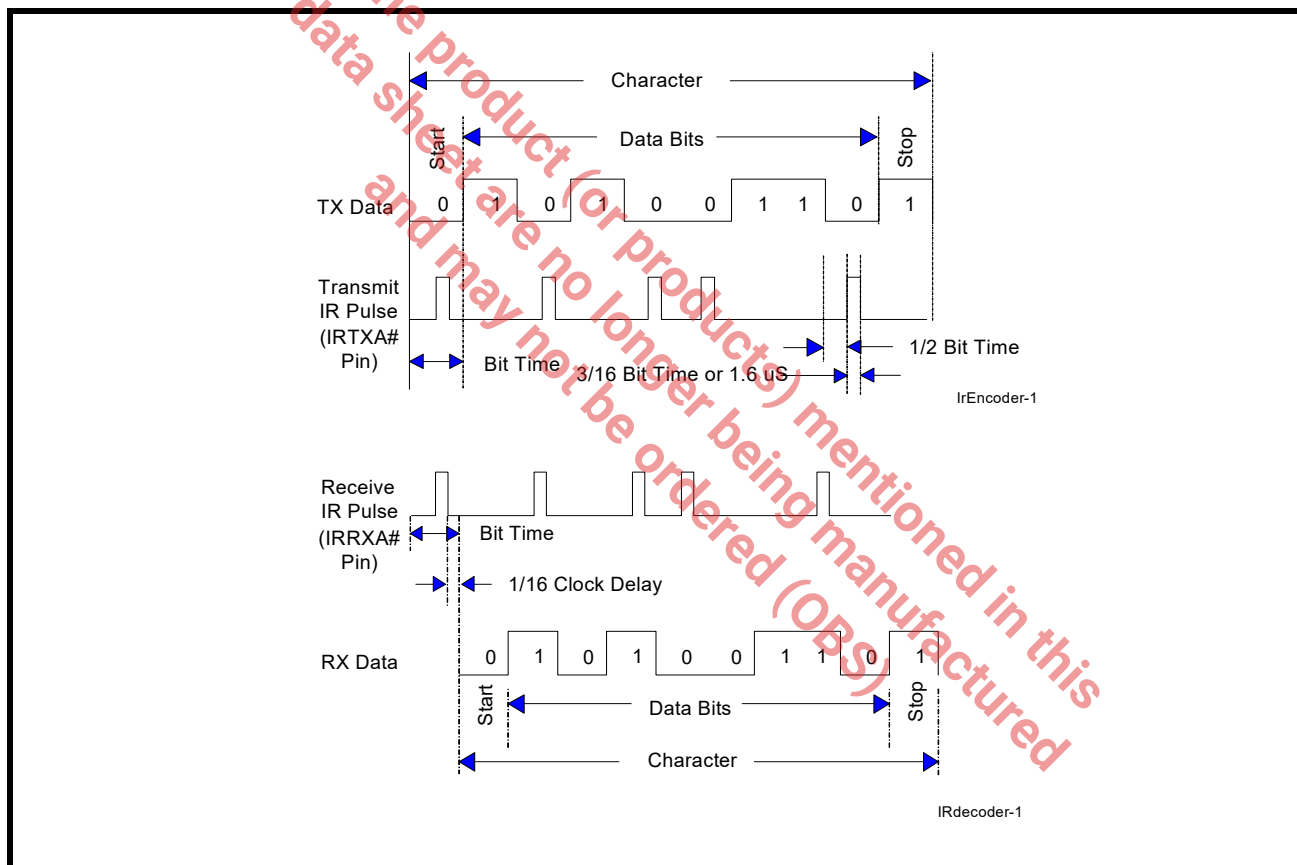 Character
Start
Data Bits
Stop
TX Data
0 1 0 1 0 0 1 1 0 1
Transmit
IR Pulse
(IRTXA#
Pin)
Bit Time
1/2 Bit Time
3/16 Bit Time or 1.6 uS
IrEncoder-1
Receive
IR Pulse
(IRRXA#
Pin)
Bit Time
1/16 Clock Delay
RX Data
0 1 0 1 0 0 1 1 0 1
Start
Data Bits
Stop
Character
IRdecoder-1
product (or products) mentioned in this
data sheet are no longer being manufactured
and may not be ordered (OBS)